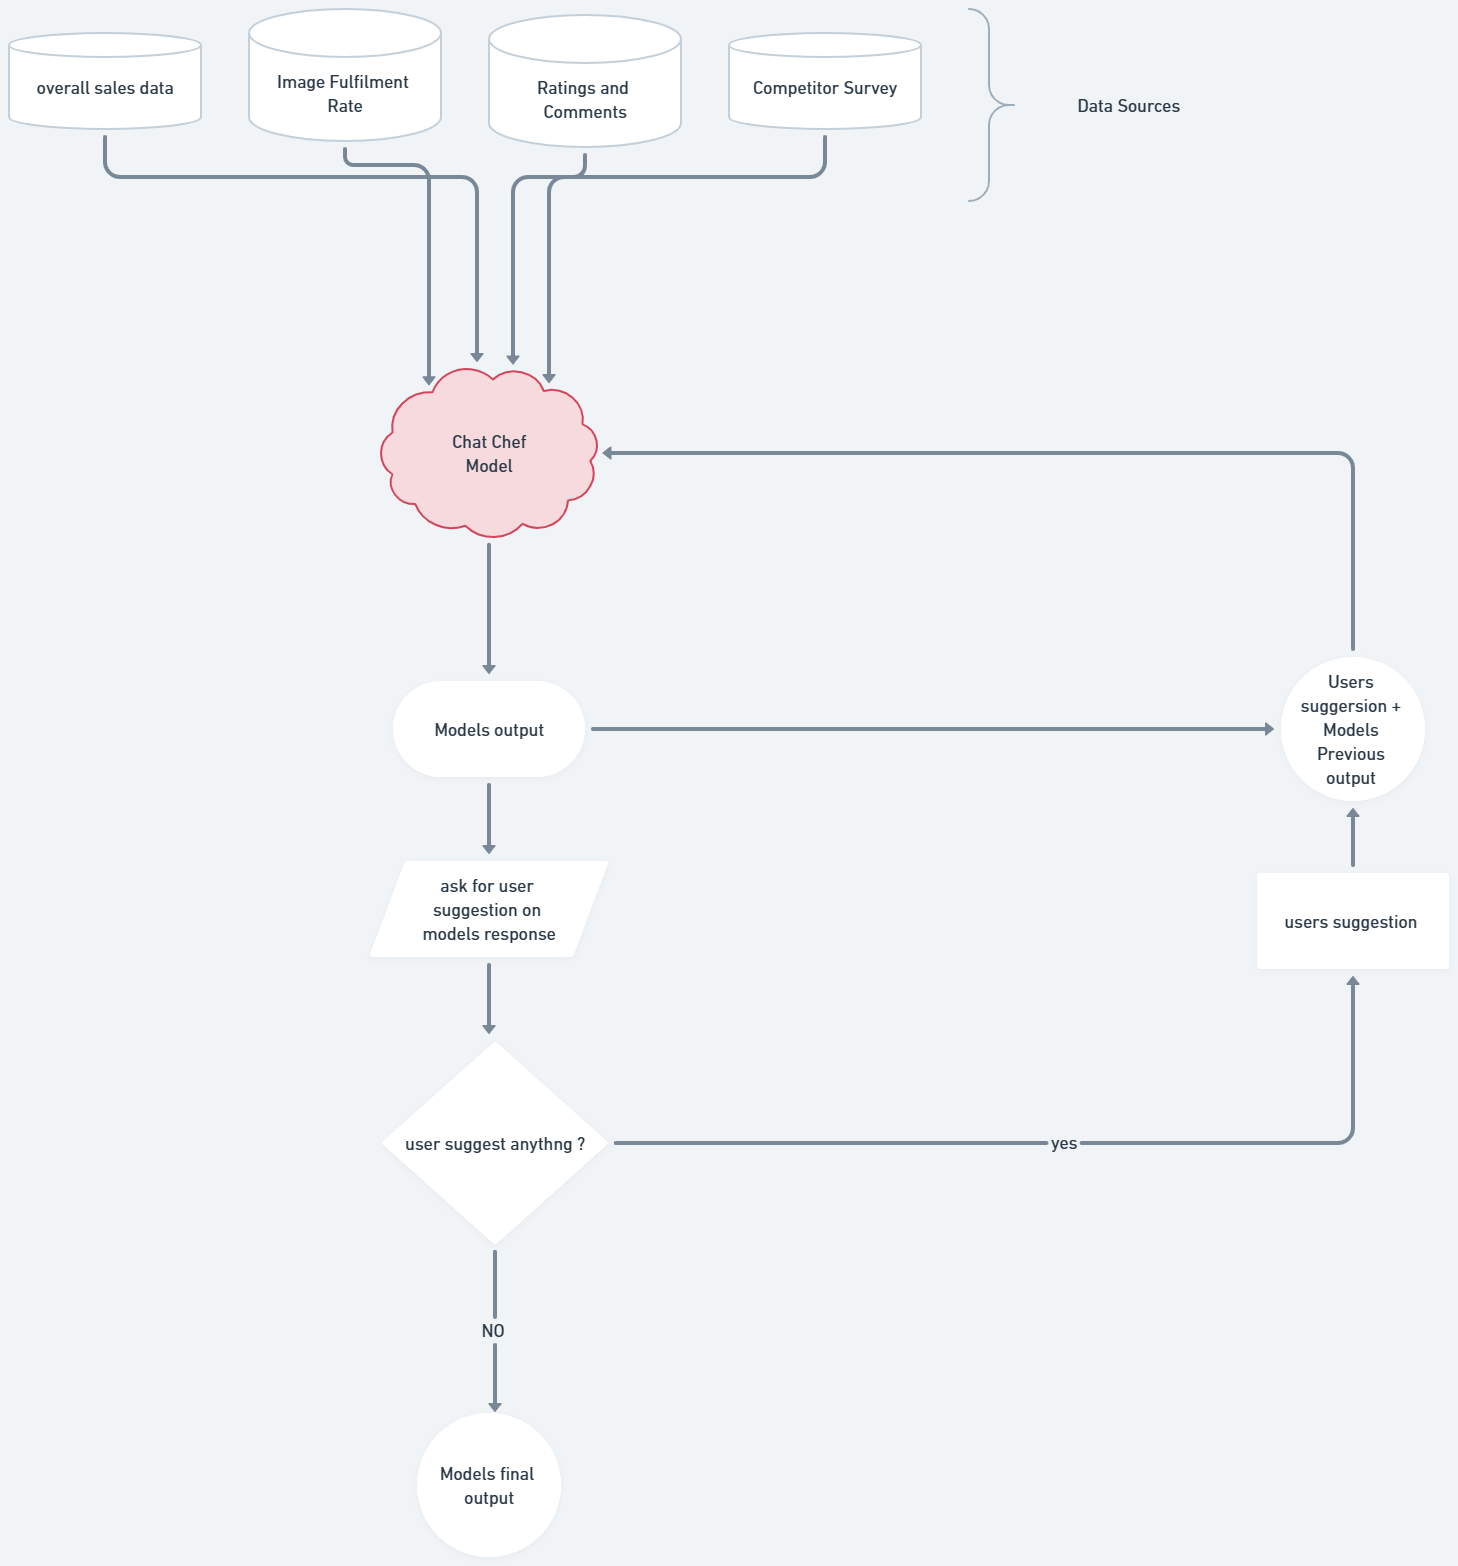 overall sales data
Image Fulfilment
Rate
Ratings and
Comments
Competitor Survey
Data Sources
Chat Chef
Model
Models output
Users
suggersion +
Models
Previous
output
ask for user
suggestion on
models response
users suggestion
user suggest anythng ?
yes
NO
Models final
output